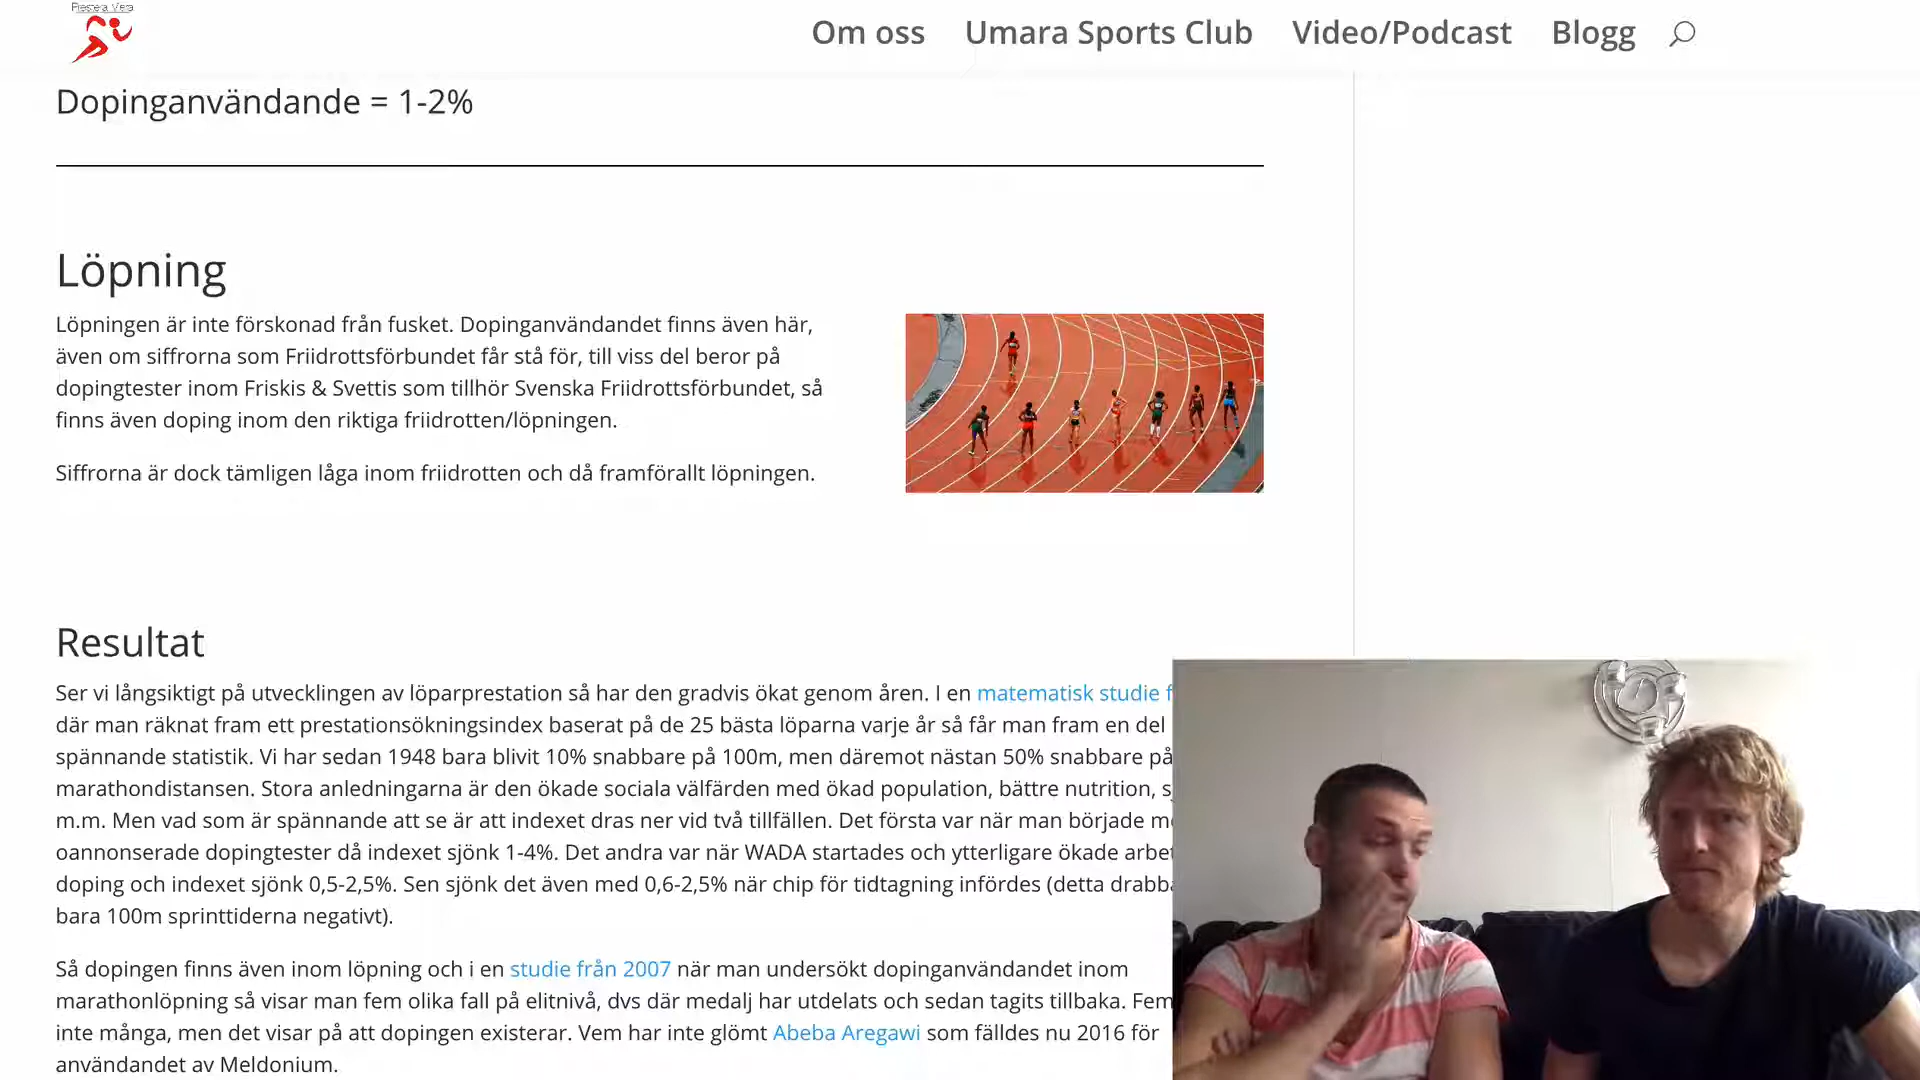 Prestera Mera
Om oss
Umara Sports Club
Video/Podcast
Blogg
Dopinganvändande = 1-2%
Löpning
Löpningen är inte förskonad från fusket. Dopinganvändandet finns även här,
även om siffrorna som Friidrottsförbundet får stå för, till viss del beror på
dopingtester inom Friskis & Svettis som tillhör Svenska Friidrottsförbundet, så
finns även doping inom den riktiga friidrotten/löpningen.
Siffrorna är dock tämligen låga inom friidrotten och då framförallt löpningen.
Resultat
Ser vi långsiktigt på utvecklingen av löparprestation så har den gradvis ökat genom åren. I en matematisk studie
där man räknat fram ett prestationsökningsindex baserat på de 25 bästa löparna varje år så får man fram en del
spännande statistik. Vi har sedan 1948 bara blivit 10% snabbare på 100m, men däremot nästan 50% snabbare på
marathondistansen. Stora anledningarna är den ökade sociala välfärden med ökad population, bättre nutrition,
m.m. Men vad som är spännande att se är att indexet dras ner vid två tillfällen. Det första var när man började
oannonserade dopingtester då indexet sjönk 1-4%. Det andra var när WADA startades och ytterligare ökade
doping och indexet sjönk 0,5-2,5%. Sen sjönk det även med 0,6-2,5% när chip för tidtagning infördes (detta
bara 100m sprinttiderna negativt).
Så dopingen finns även inom löpning och i en studie från 2007 när man undersökt dopinganvändandet inom
marathonlöpning så visar man fem olika fall på elitnivå, dvs där medalj har utdelats och sedan tagits tillbaka. Fem
inte många, men det visar på att dopingen existerar. Vem har inte glömt Abeba Aregawi som fälldes nu 2016 för
användandet av Meldonium.